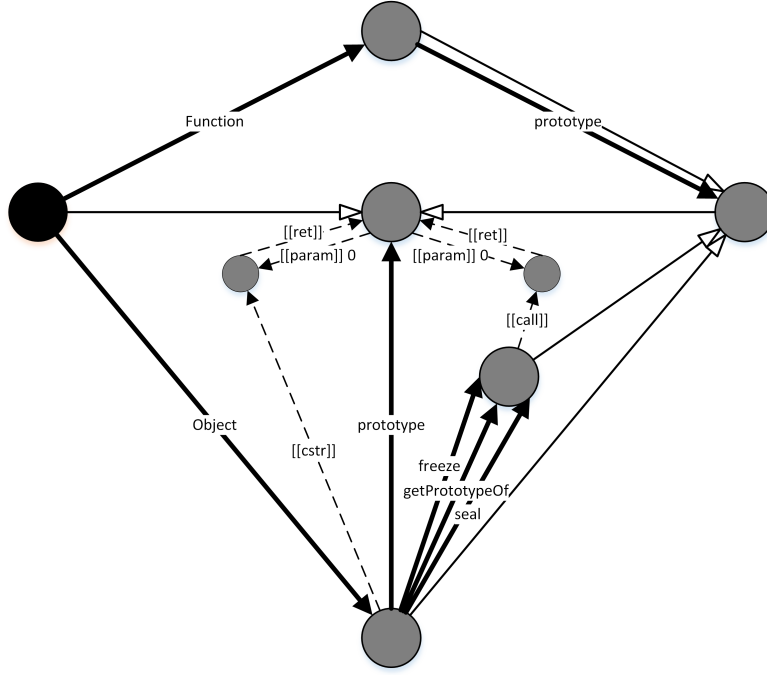 Function
prototype
[[ret]]
[[ret]]
[[param]] 0
[[param]] 0
[[call]]
Object
prototype
[[cstr]]
freeze
getPrototypeOf
seal